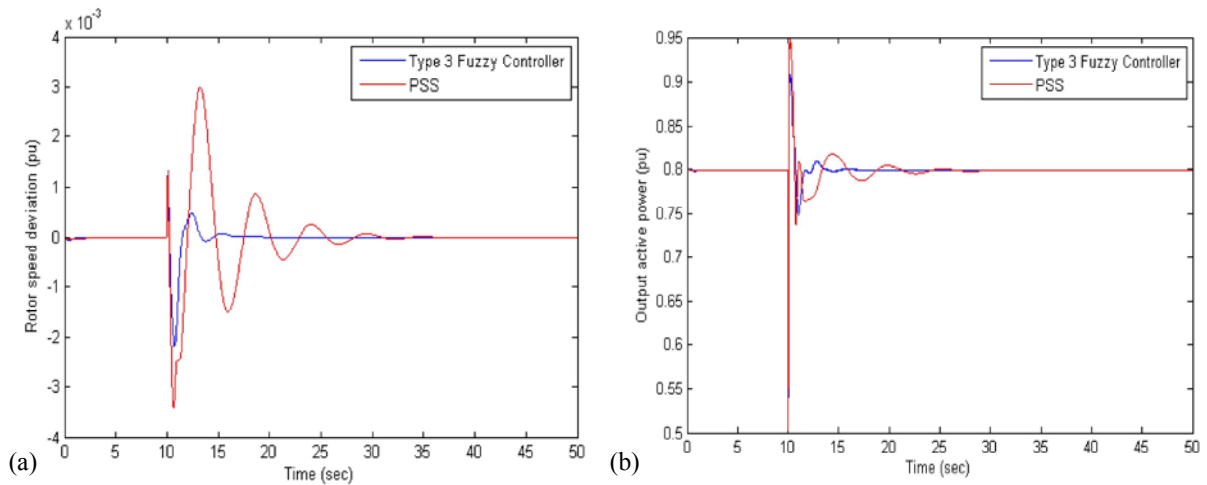 x 10⁻³
4
3
2
1
0
-1
-2
-3
-4
Rotor speed deviation (pu)
Type 3 Fuzzy Controller
PSS
0 5 10 15 20 25 30 35 40 45 50
Time (sec)
(a)
0.95
0.9
0.85
0.8
0.75
0.7
0.65
0.6
0.55
0.5
Output active power (pu)
Type 3 Fuzzy Controller
PSS
0 5 10 15 20 25 30 35 40 45 50
Time (sec)
(b)